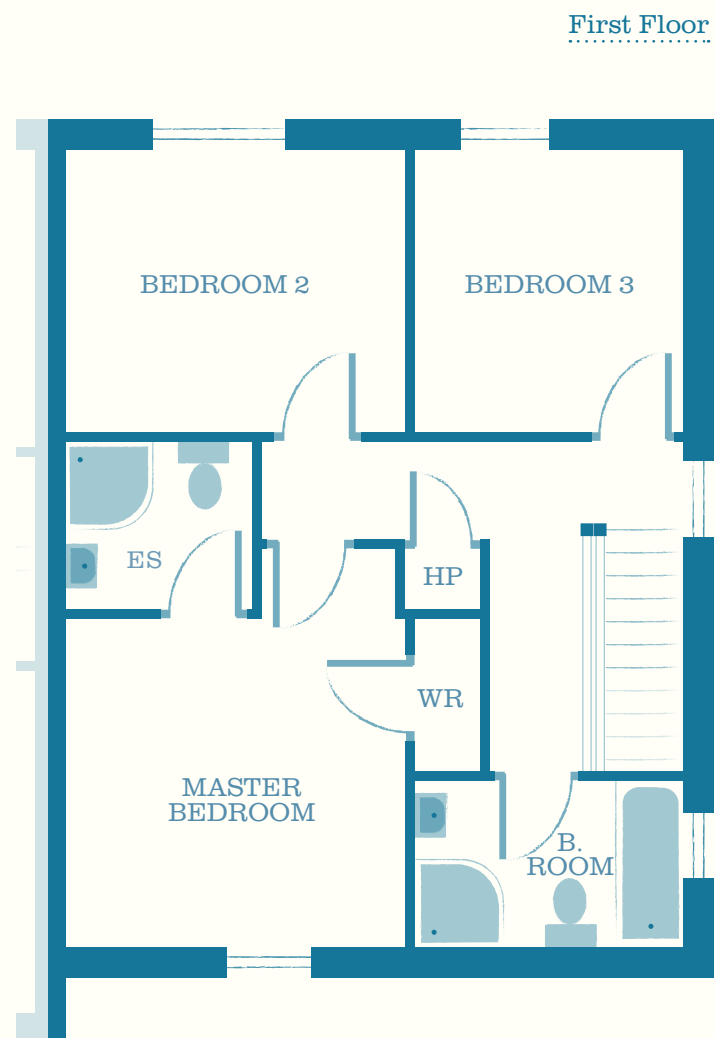 First Floor
BEDROOM 2
BEDROOM 3
ES
HP
WR
MASTER
BEDROOM
B.
ROOM